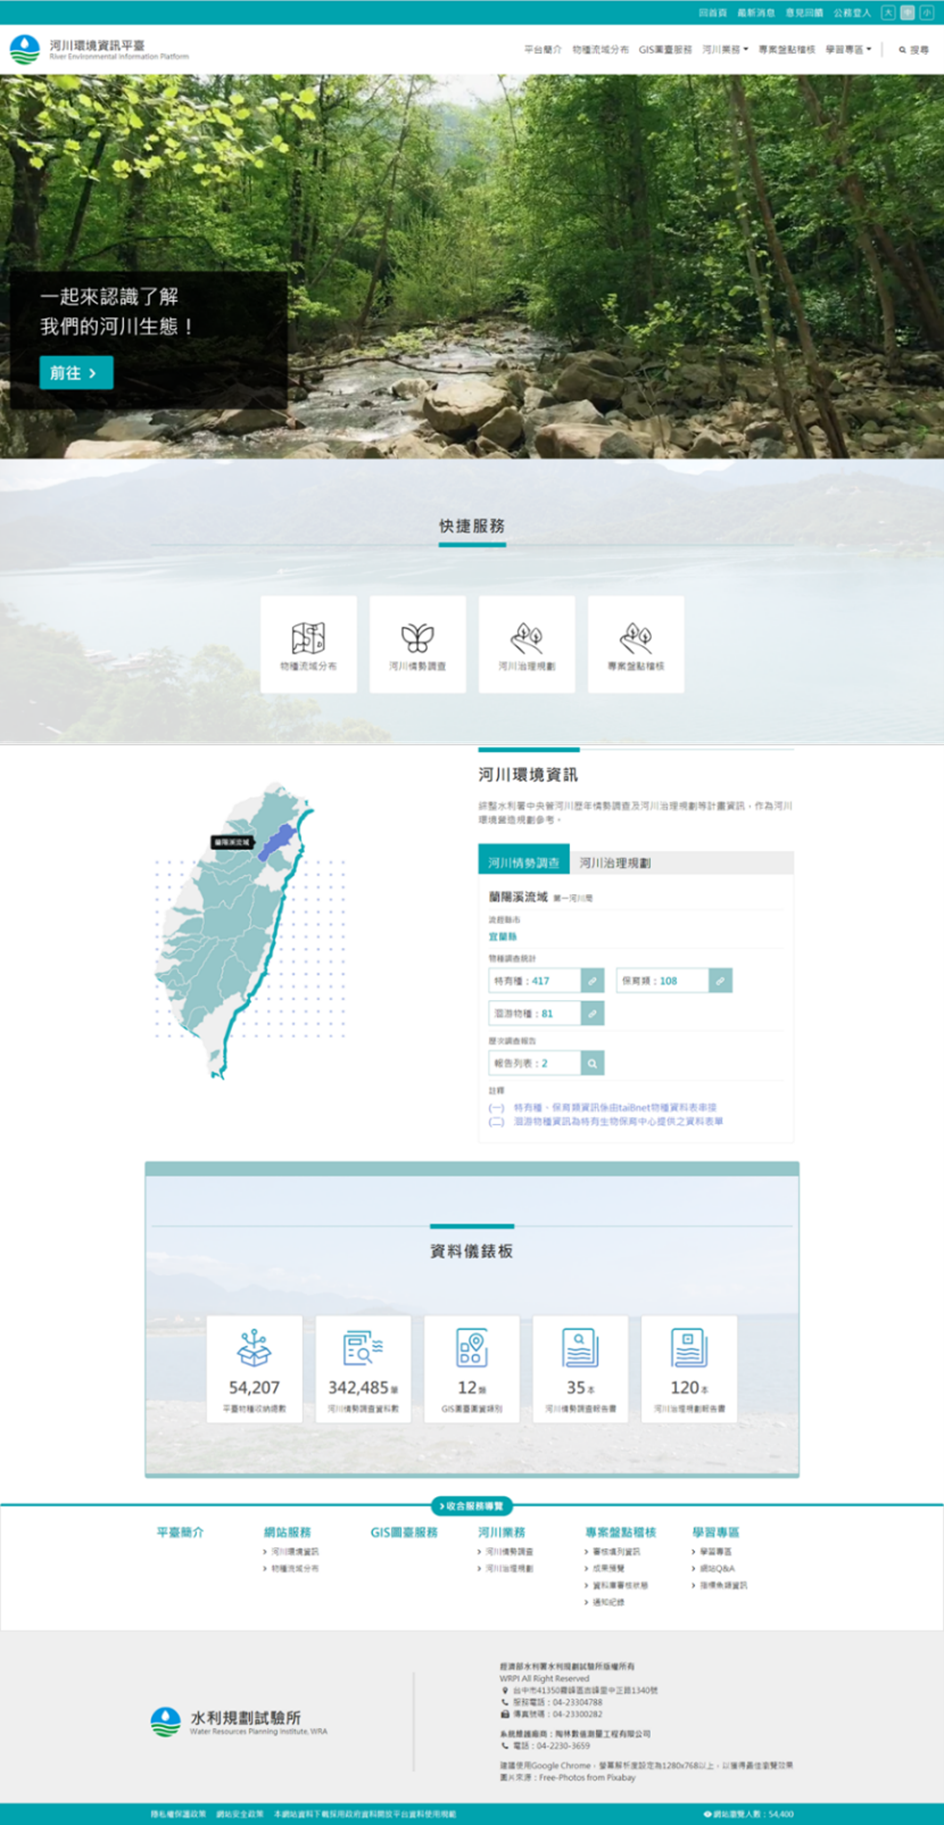 回首頁 最新消息 意見回饋 公務登入 大 中 小
河川環境資訊平臺
River Environmental Information Platform
平台簡介 物種流域分布 GIS圖臺服務 河川業務 專案盤點稽核 學習專區 搜尋
一起來認識了解
我們的河川生態！
前往
快捷服務
物種流域分布 河川情勢調查 河川治理規劃 專案盤點稽核
河川環境資訊
綜整水利署中央管河川歷年情勢調查及河川治理規劃等計畫資訊，作為河川
環境營造規劃參考。
蘭陽溪流域
河川情勢調查 河川治理規劃
蘭陽溪流域 第一河川局
流經縣市
宜蘭縣
物種調查統計
特有種：417 保育類：108
洄游物種：81
歷次調查報告
報告列表：2
註釋
(一) 特有種、保育類資訊係由taiBnet物種資料表串接
(二) 洄游物種資訊為特有生物保育中心提供之資料表單
資料儀錶板
54,207 342,485筆 12類 35本 120本
平臺物種收納總數 河川情勢調查資料數 GIS圖臺圖資類別 河川情勢調查報告書 河川治理規劃報告書
收合服務導覽
平臺簡介 網站服務 GIS圖臺服務 河川業務 專案盤點稽核 學習專區
河川環境資訊 河川情勢調查 審核填列資訊 學習專區
物種流域分布 河川治理規劃 成果預覽 網站Q&A
資料庫審核狀態 指標魚類資訊
通知紀錄
經濟部水利署水利規劃試驗所版權所有
WRPI All Right Reserved
台中市41350霧峰區吉峰里中正路1340號
服務電話：04-23304788
傳真號碼：04-23300282
水利規劃試驗所
Water Resources Planning Institute, WRA
系統維護廠商：陶林數值測量工程有限公司
電話：04-2230-3659
建議使用Google Chrome，螢幕解析度設定為1280x768以上，以獲得最佳瀏覽效果
圖片來源：Free-Photos from Pixabay
隱私權保護政策 網站安全政策 本網站資料下載採用政府資料開放平台資料使用規範 網站瀏覽人數：54,400